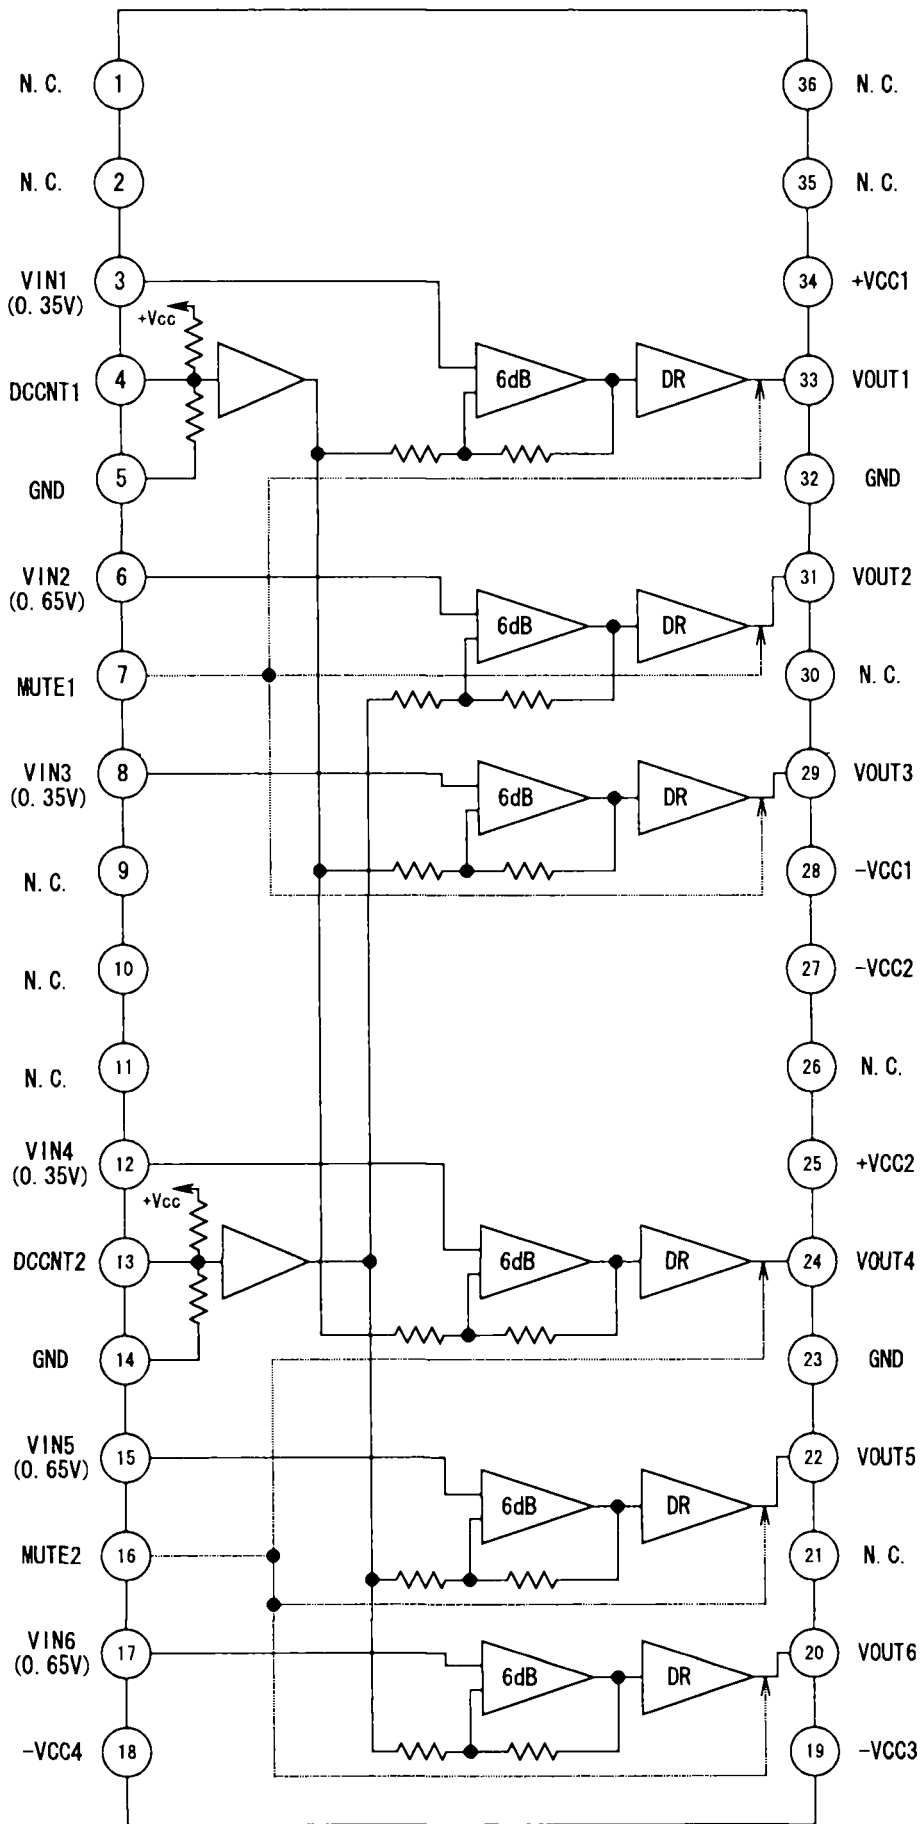 N. C. 1 36 N. C.
N. C. 2 35 N. C.
VIN1 3 34 +VCC1
(0. 35V)
+Vcc
DCCNT1 4 6dB DR 33 VOUT1
GND 5 32 GND
VIN2 6 31 VOUT2
(0. 65V)
6dB DR
MUTE1 7 30 N. C.
VIN3 8 29 VOUT3
(0. 35V)
6dB DR
N. C. 9 28 -VCC1
N. C. 10 27 -VCC2
N. C. 11 26 N. C.
VIN4 12 25 +VCC2
(0. 35V)
+Vcc
DCCNT2 13 6dB DR 24 VOUT4
GND 14 23 GND
VIN5 15 22 VOUT5
(0. 65V)
6dB DR
MUTE2 16 21 N. C.
VIN6 17 20 VOUT6
(0. 65V)
6dB DR
-VCC4 18 19 -VCC3